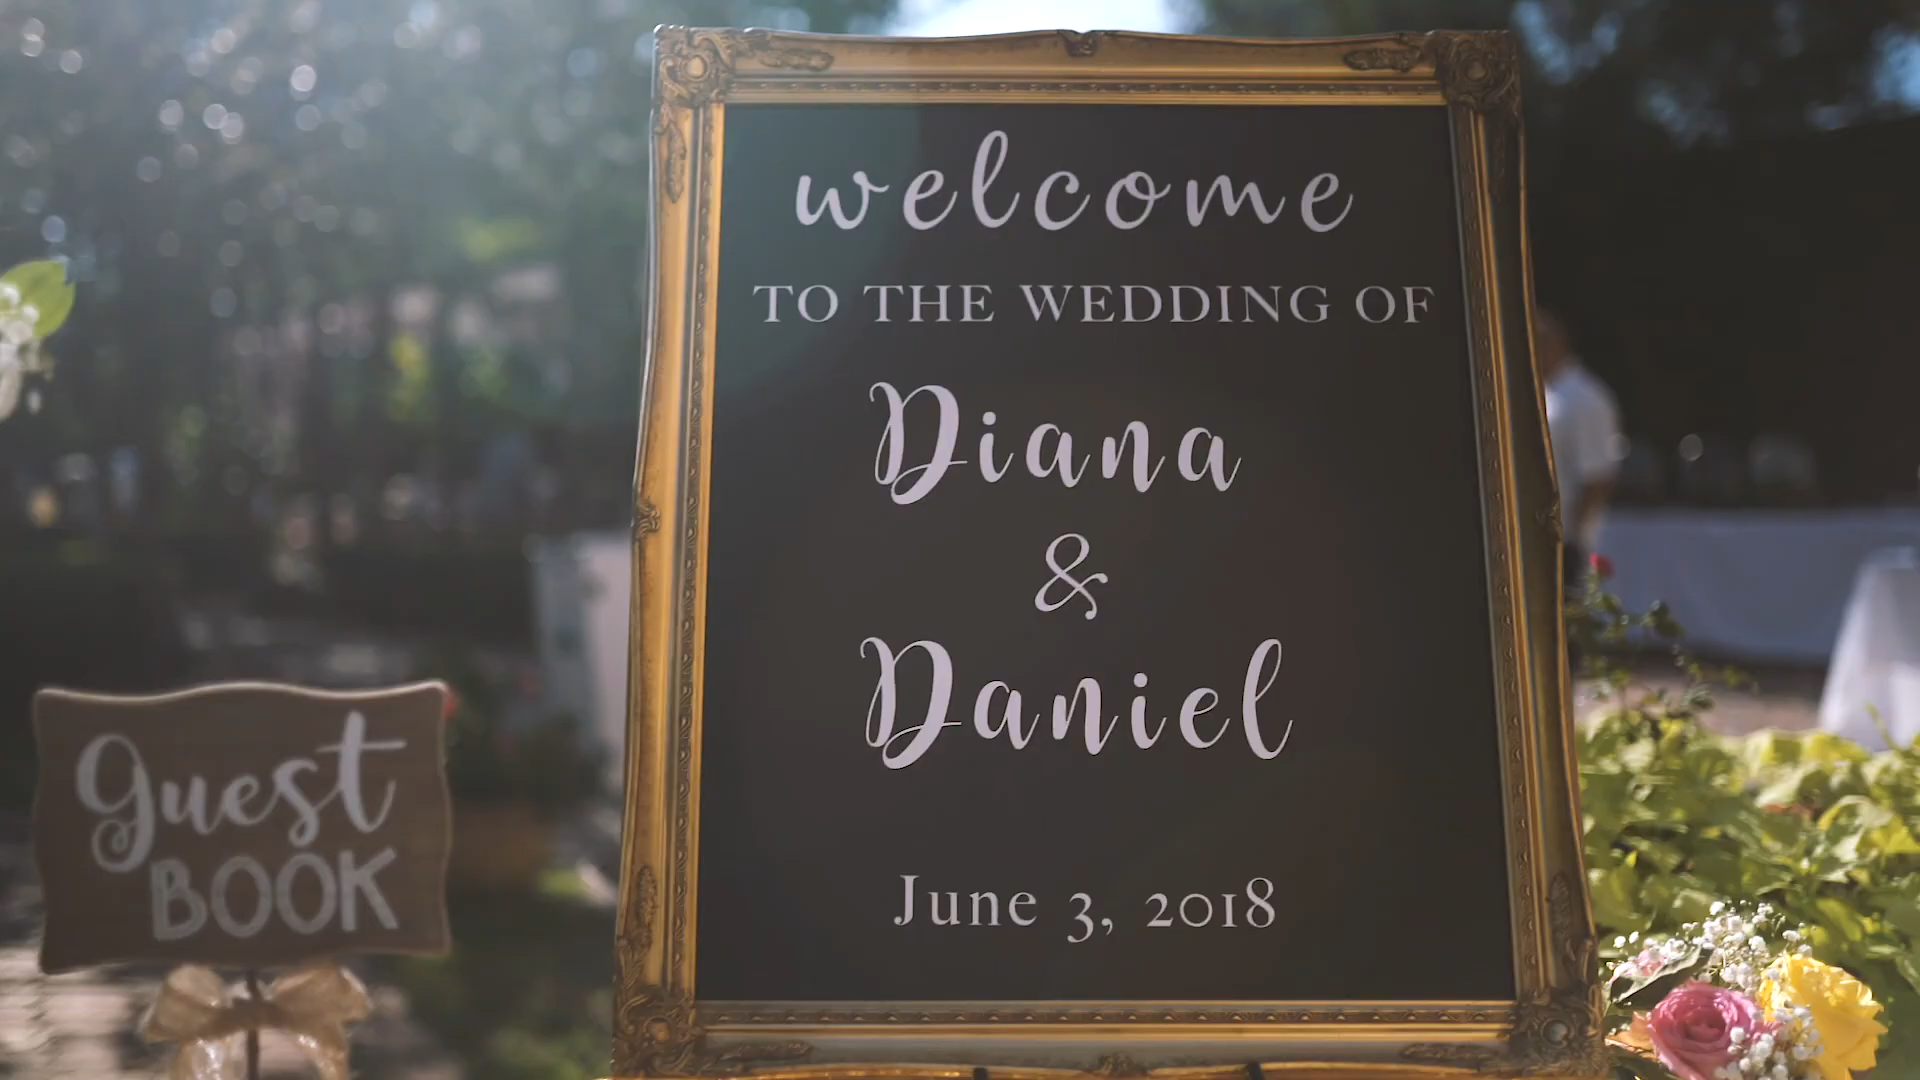 welcome
TO THE WEDDING OF
Diana
&
Daniel
June 3, 2018
Guest
BOOK